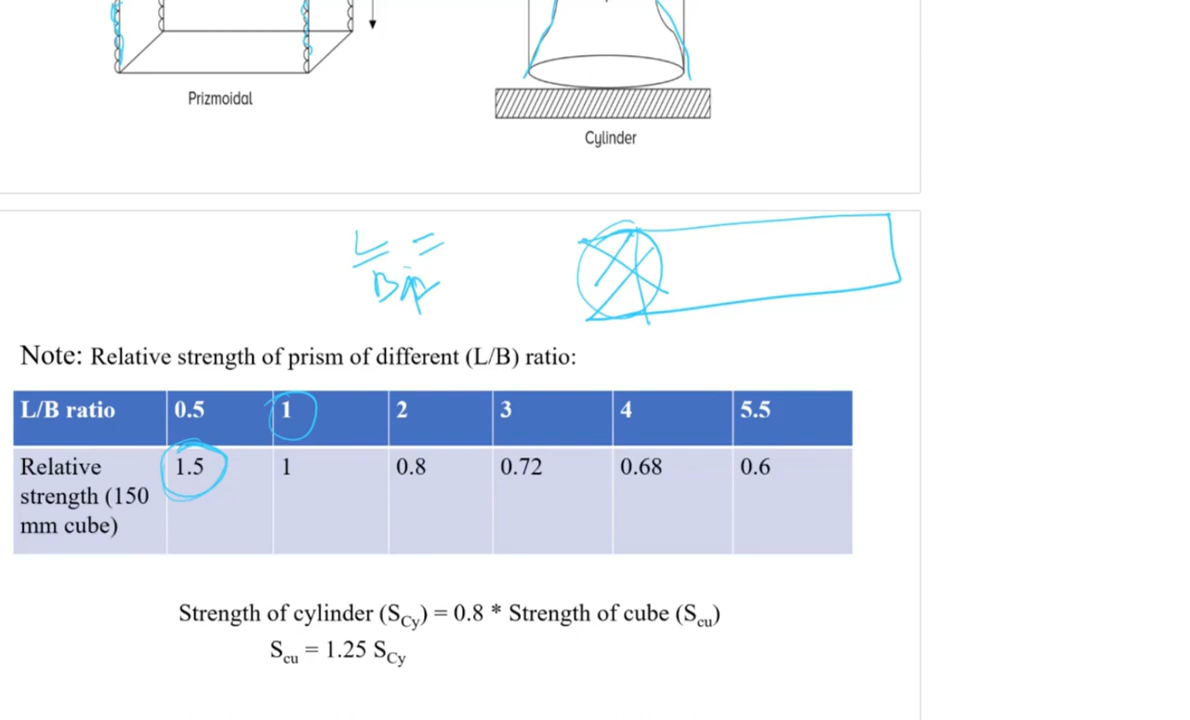 Prizmoidal
Cylinder
L =
Note: Relative strength of prism of different (L/B) ratio:
L/B ratio 0.5 1 2 3 4 5.5
Relative strength (150 mm cube) 1.5 1 0.8 0.72 0.68 0.6
Strength of cylinder (SCy) = 0.8 * Strength of cube (Scu)
Scu = 1.25 SCy